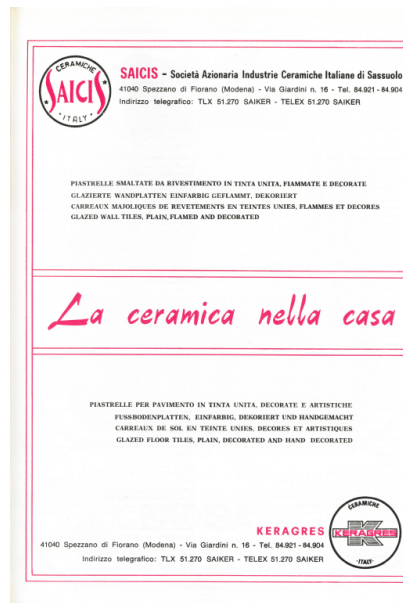 CERAMICHE
SAICIS
ITALY
SAICIS - Società Azionaria Industrie Ceramiche Italiane di Sassuolo
41040 Spezzano di Fiorano (Modena) - Via Giardini n. 16 - Tel. 84.921 - 84.904
Indirizzo telegrafico: TLX 51.270 SAIKER - TELEX 51.270 SAIKER
PIASTRELLE SMALTATE DA RIVESTIMENTO IN TINTA UNITA, FIAMMATE E DECORATE
GLAZIERTE WANDPLATTEN EINFARBIG GEFLAMMT, DEKORIERT
CARREAUX MAJOLIQUES DE REVETEMENTS EN TEINTES UNIES, FLAMMES ET DECORES
GLAZED WALL TILES, PLAIN, FLAMED AND DECORATED
La ceramica nella casa
PIASTRELLE PER PAVIMENTO IN TINTA UNITA, DECORATE E ARTISTICHE
FUSSBODENPLATTEN, EINFARBIG, DEKORIERT UND HANDGEMACHT
CARREAUX DE SOL EN TEINTE UNIES, DECORES ET ARTISTIQUES
GLAZED FLOOR TILES, PLAIN, DECORATED AND HAND DECORATED
KERAGRES
41040 Spezzano di Fiorano (Modena) - Via Giardini n. 16 - Tel. 84.921 - 84.904
Indirizzo telegrafico: TLX 51.270 SAIKER - TELEX 51.270 SAIKER
CERAMICHE
KERAGRES
ITALY